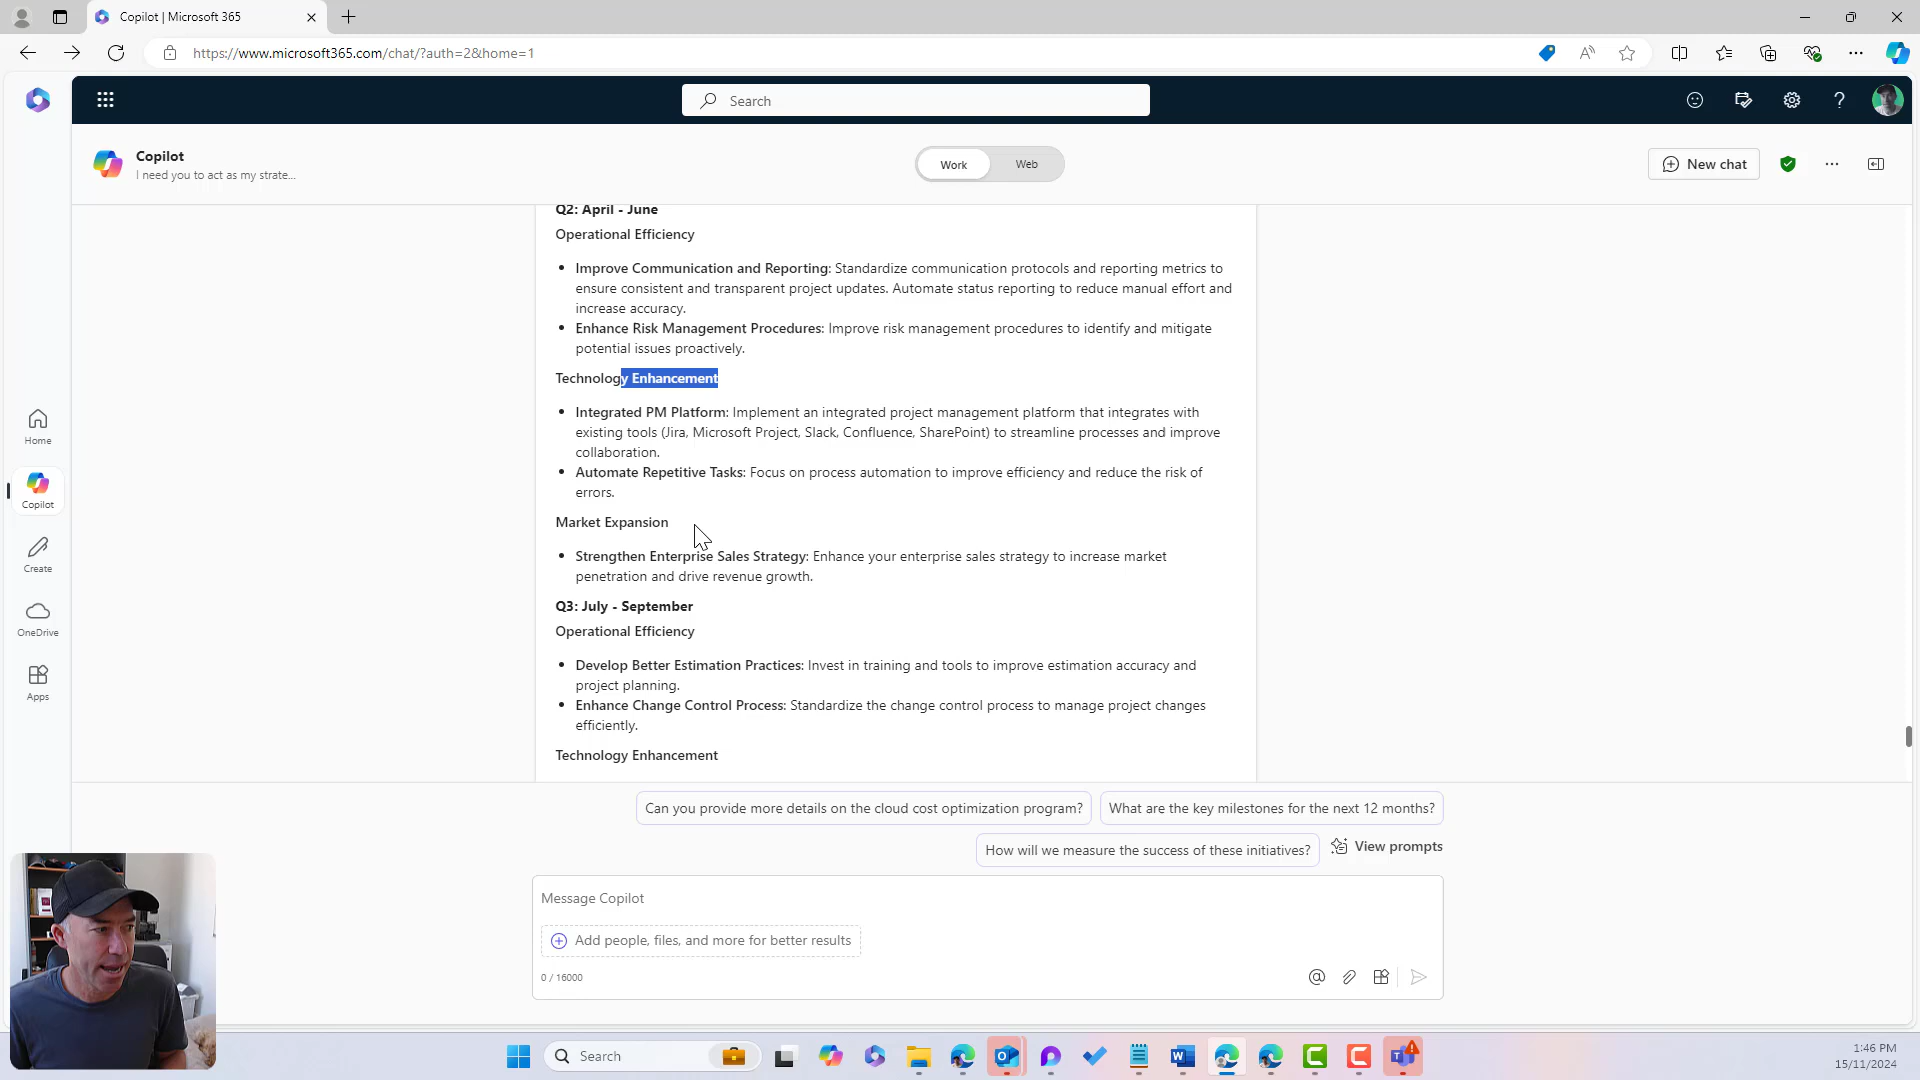 Copilot | Microsoft 365
https://www.microsoft365.com/chat/?auth=2&home=1
Search
Copilot
I need you to act as my strate...
Work
Web
New chat
Q2: April - June
Operational Efficiency
Improve Communication and Reporting: Standardize communication protocols and reporting metrics to
ensure consistent and transparent project updates. Automate status reporting to reduce manual effort and
increase accuracy.
Enhance Risk Management Procedures: Improve risk management procedures to identify and mitigate
potential issues proactively.
Technology Enhancement
Integrated PM Platform: Implement an integrated project management platform that integrates with
existing tools (Jira, Microsoft Project, Slack, Confluence, SharePoint) to streamline processes and improve
collaboration.
Automate Repetitive Tasks: Focus on process automation to improve efficiency and reduce the risk of
errors.
Market Expansion
Strengthen Enterprise Sales Strategy: Enhance your enterprise sales strategy to increase market
penetration and drive revenue growth.
Q3: July - September
Operational Efficiency
Develop Better Estimation Practices: Invest in training and tools to improve estimation accuracy and
project planning.
Enhance Change Control Process: Standardize the change control process to manage project changes
efficiently.
Technology Enhancement
Home
Copilot
Create
OneDrive
Apps
Can you provide more details on the cloud cost optimization program?
What are the key milestones for the next 12 months?
How will we measure the success of these initiatives?
View prompts
Message Copilot
Add people, files, and more for better results
0 / 16000
Search
1:46 PM
15/11/2024